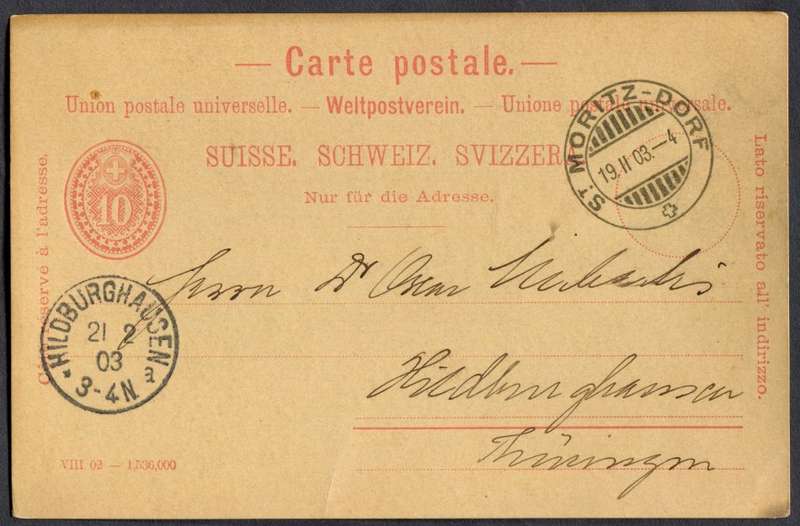 — Carte postale. —
Union postale universelle. — Weltpostverein. — Unione postale universale.
SUISSE. SCHWEIZ. SVIZZERA
Nur für die Adresse.
10
Côté réservé à l'adresse.
Lato riservato all' indirizzo.
ST. MORITZ-DORF
19.II 03.–4
HILDBURGHAUSEN
21 2
03
3-4N
Herrn Dr Oscar Michaelis
Hildburghausen
Thüringen
VIII 02 — 1,536,000